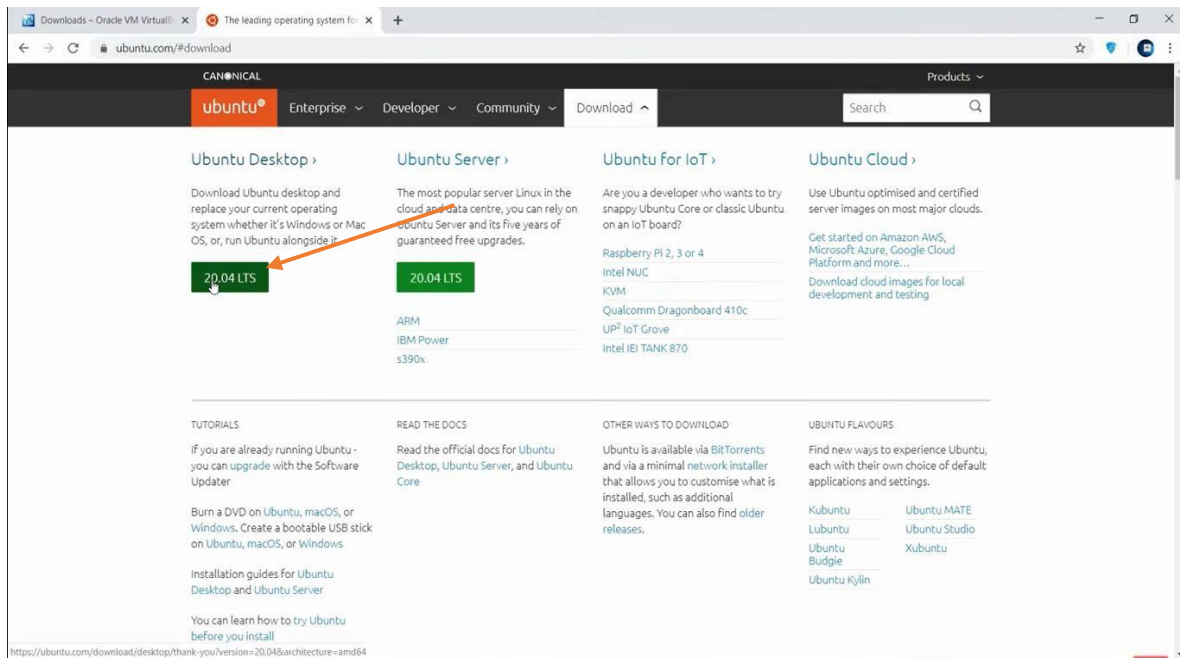 Downloads – Oracle VM VirtualB
The leading operating system for
ubuntu.com/#download
CANONICAL
Products
ubuntu
Enterprise
Developer
Community
Download
Search
Ubuntu Desktop ›
Download Ubuntu desktop and
replace your current operating
system whether it's Windows or Mac
OS, or, run Ubuntu alongside it.
20.04 LTS
Ubuntu Server ›
The most popular server Linux in the
cloud and data centre, you can rely on
Ubuntu Server and its five years of
guaranteed free upgrades.
20.04 LTS
ARM
IBM Power
s390x
Ubuntu for IoT ›
Are you a developer who wants to try
snappy Ubuntu Core or classic Ubuntu
on an IoT board?
Raspberry Pi 2, 3 or 4
Intel NUC
KVM
Qualcomm Dragonboard 410c
UP² IoT Grove
Intel IEI TANK 870
Ubuntu Cloud ›
Use Ubuntu optimised and certified
server images on most major clouds.
Get started on Amazon AWS,
Microsoft Azure, Google Cloud
Platform and more…
Download cloud images for local
development and testing
TUTORIALS
If you are already running Ubuntu -
you can upgrade with the Software
Updater
Burn a DVD on Ubuntu, macOS, or
Windows. Create a bootable USB stick
on Ubuntu, macOS, or Windows
Installation guides for Ubuntu
Desktop and Ubuntu Server
You can learn how to try Ubuntu
before you install
READ THE DOCS
Read the official docs for Ubuntu
Desktop, Ubuntu Server, and Ubuntu
Core
OTHER WAYS TO DOWNLOAD
Ubuntu is available via BitTorrents
and via a minimal network installer
that allows you to customise what is
installed, such as additional
languages. You can also find older
releases.
UBUNTU FLAVOURS
Find new ways to experience Ubuntu,
each with their own choice of default
applications and settings.
Kubuntu
Lubuntu
Ubuntu
Budgie
Ubuntu Kylin
Ubuntu MATE
Ubuntu Studio
Xubuntu
https://ubuntu.com/download/desktop/thank-you?version=20.04&architecture=amd64